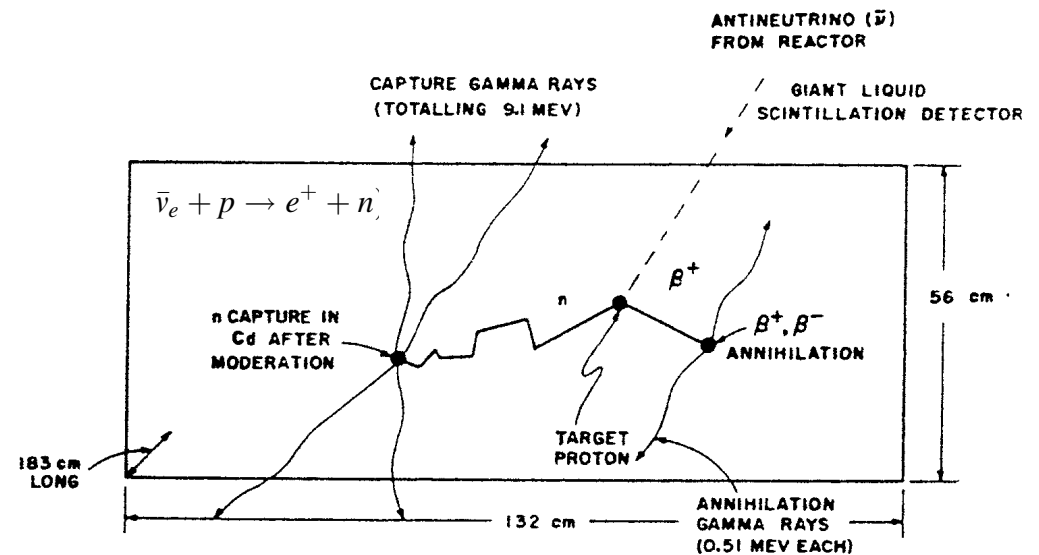 ANTINEUTRINO (ν̄)
FROM REACTOR
CAPTURE GAMMA RAYS
(TOTALLING 9.1 MEV)
GIANT LIQUID
SCINTILLATION DETECTOR
ν̄e + p → e⁺ + n
n
β⁺
56 cm
n CAPTURE IN
Cd AFTER
MODERATION
β⁺, β⁻
ANNIHILATION
TARGET
PROTON
183 cm
LONG
132 cm
ANNIHILATION
GAMMA RAYS
(0.51 MEV EACH)